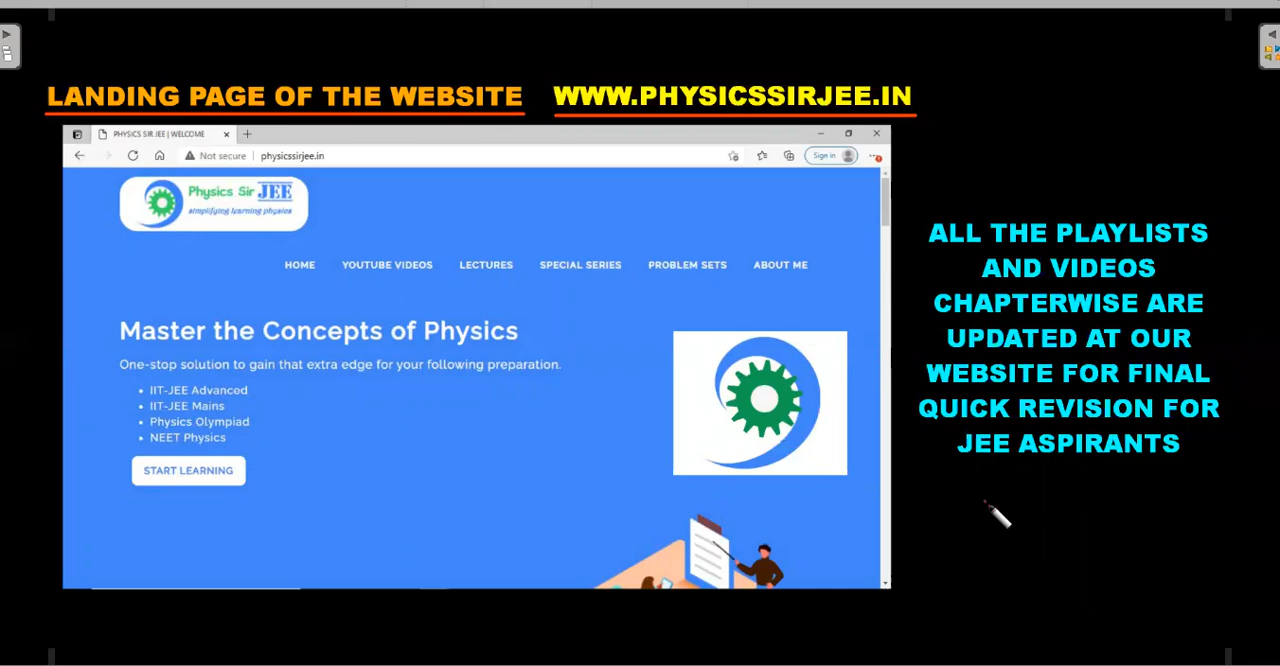 LANDING PAGE OF THE WEBSITE WWW.PHYSICSSIRJEE.IN
PHYSICS SIR JEE | WELCOME
Not secure | physicssirjee.in
Sign in
Physics Sir JEE
simplifying learning physics
HOME YOUTUBE VIDEOS LECTURES SPECIAL SERIES PROBLEM SETS ABOUT ME
Master the Concepts of Physics
One-stop solution to gain that extra edge for your following preparation.
• IIT-JEE Advanced
• IIT-JEE Mains
• Physics Olympiad
• NEET Physics
START LEARNING
ALL THE PLAYLISTS
AND VIDEOS
CHAPTERWISE ARE
UPDATED AT OUR
WEBSITE FOR FINAL
QUICK REVISION FOR
JEE ASPIRANTS